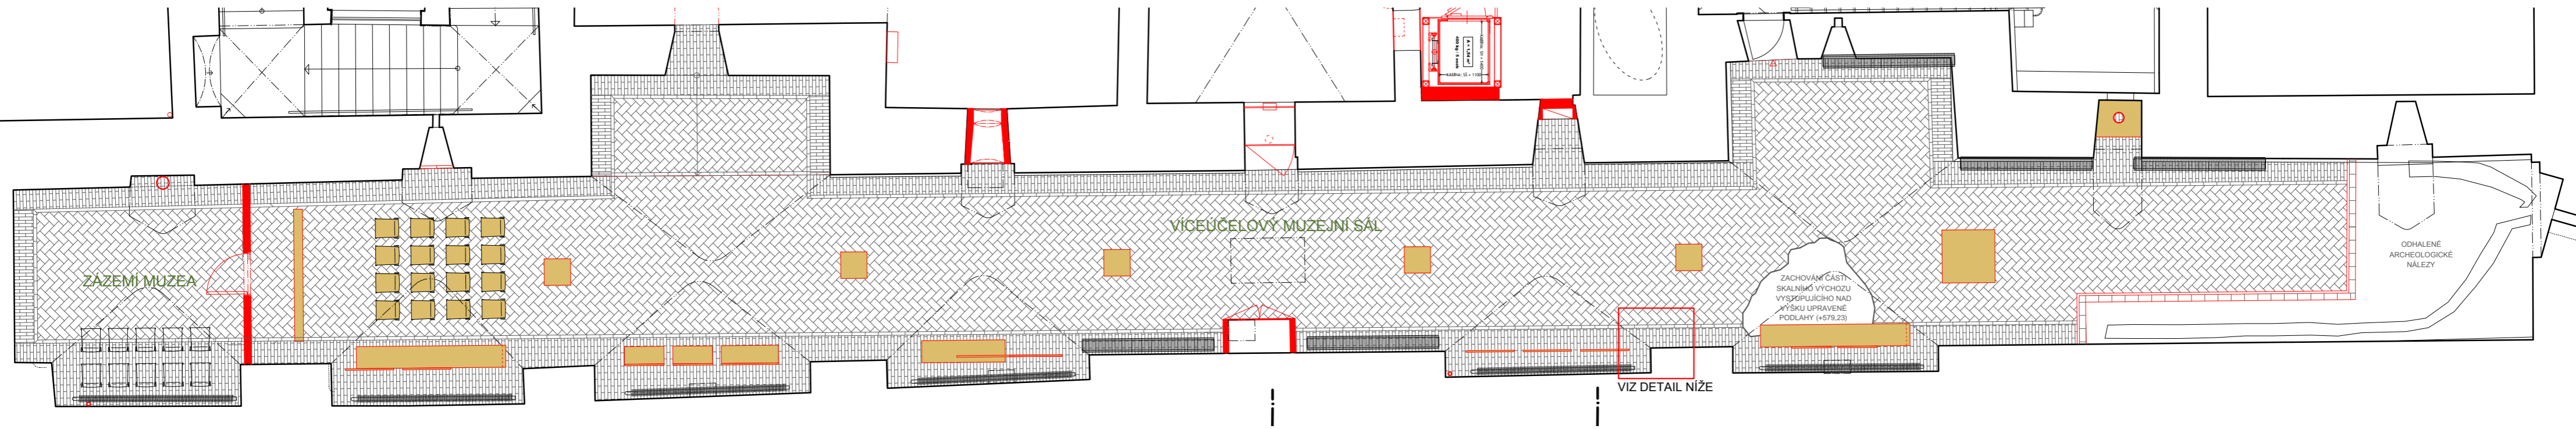 VÍCEÚČELOVÝ MUZEJNÍ SÁL
ZÁZEMÍ MUZEA
ODHALENÉ
ARCHEOLOGICKÉ
NÁLEZY
ZACHOVÁNÍ ČÁSTI
SKALNÍHO VÝCHOZU
VYSTUPUJÍCÍHO NAD
VÝŠKU UPRAVENÉ
PODLAHY (+579,23)
VIZ DETAIL NÍŽE